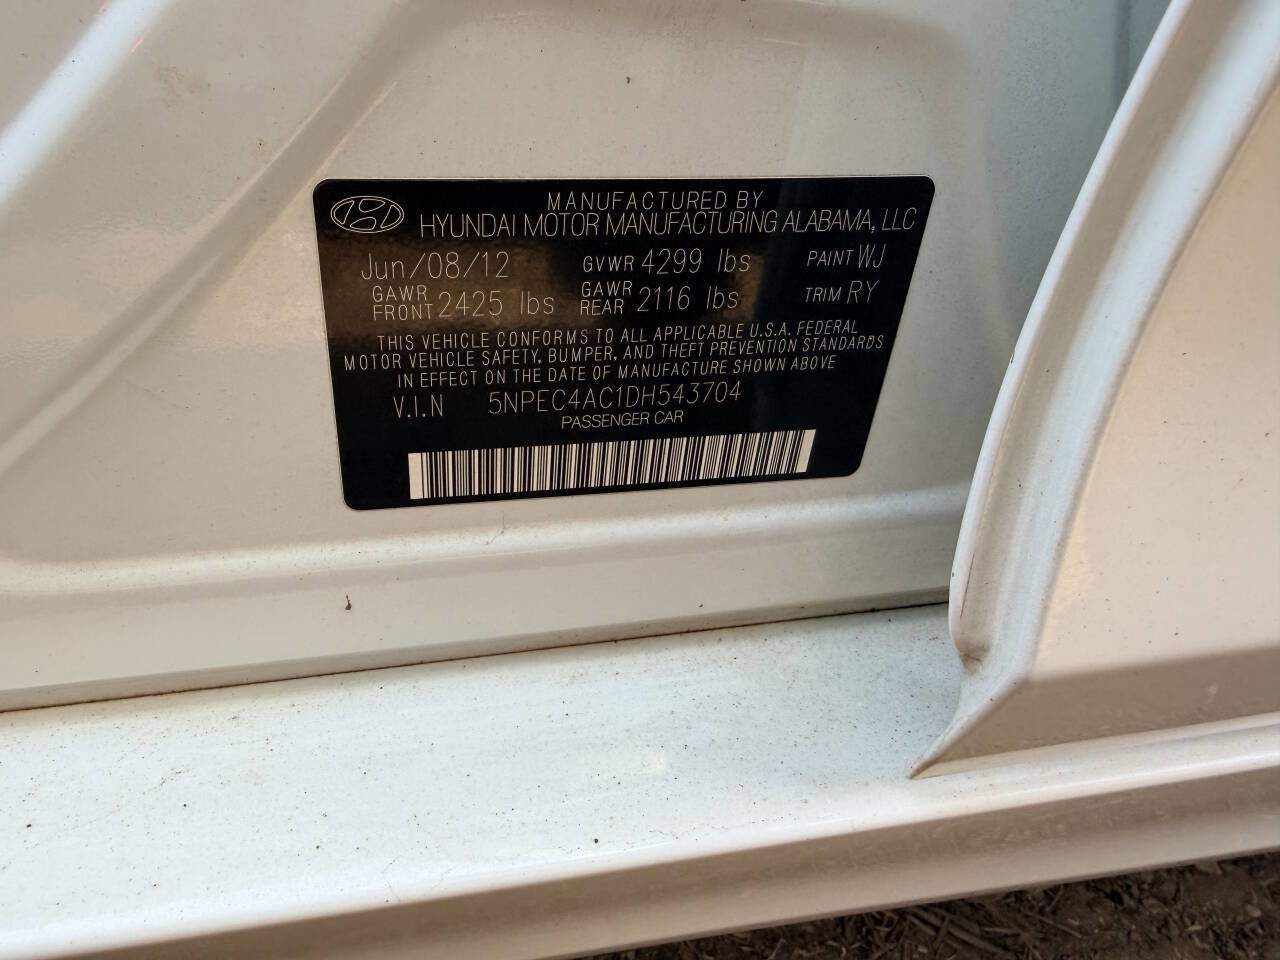 MANUFACTURED BY
HYUNDAI MOTOR MANUFACTURING ALABAMA, LLC
Jun/08/12 GVWR 4299 lbs PAINT WJ
GAWR FRONT 2425 lbs GAWR REAR 2116 lbs TRIM RY
THIS VEHICLE CONFORMS TO ALL APPLICABLE U.S.A. FEDERAL
MOTOR VEHICLE SAFETY, BUMPER, AND THEFT PREVENTION STANDARDS
IN EFFECT ON THE DATE OF MANUFACTURE SHOWN ABOVE
V.I.N 5NPEC4AC1DH543704
PASSENGER CAR